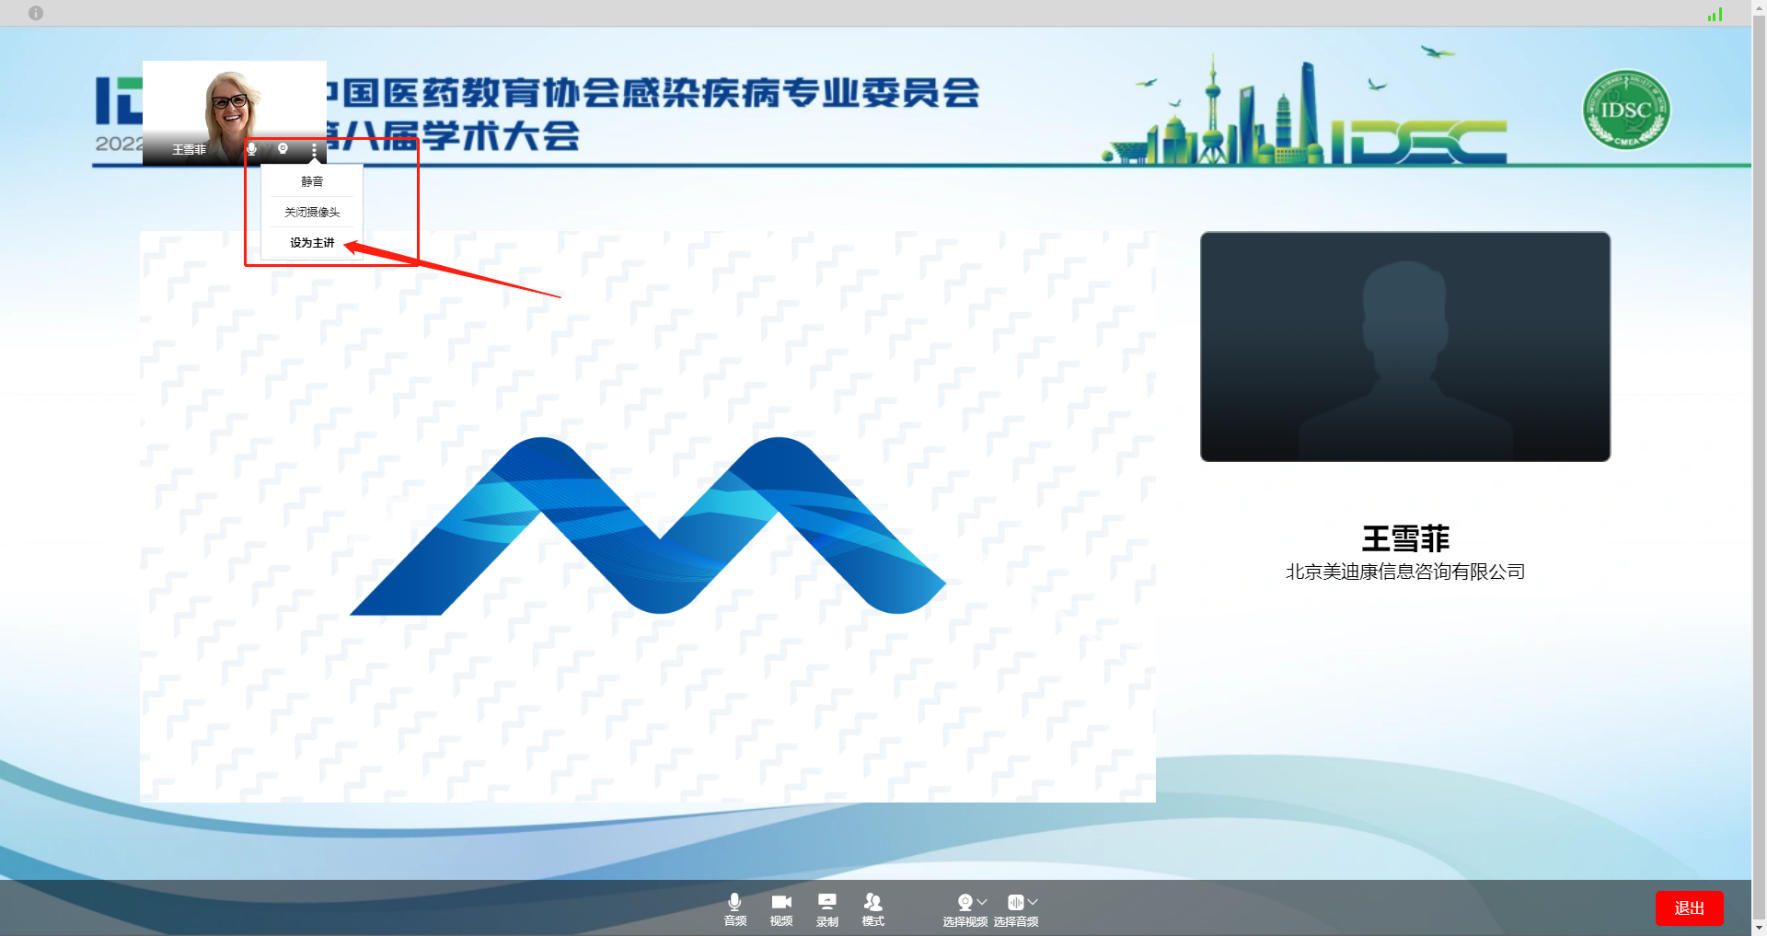 中国医药教育协会感染疾病专业委员会
2022
第八届学术大会
IDSC
IDSC
CMEA
王雪菲
静音
关闭摄像头
设为主讲
王雪菲
北京美迪康信息咨询有限公司
音频
视频
录制
模式
选择视频
选择音频
退出